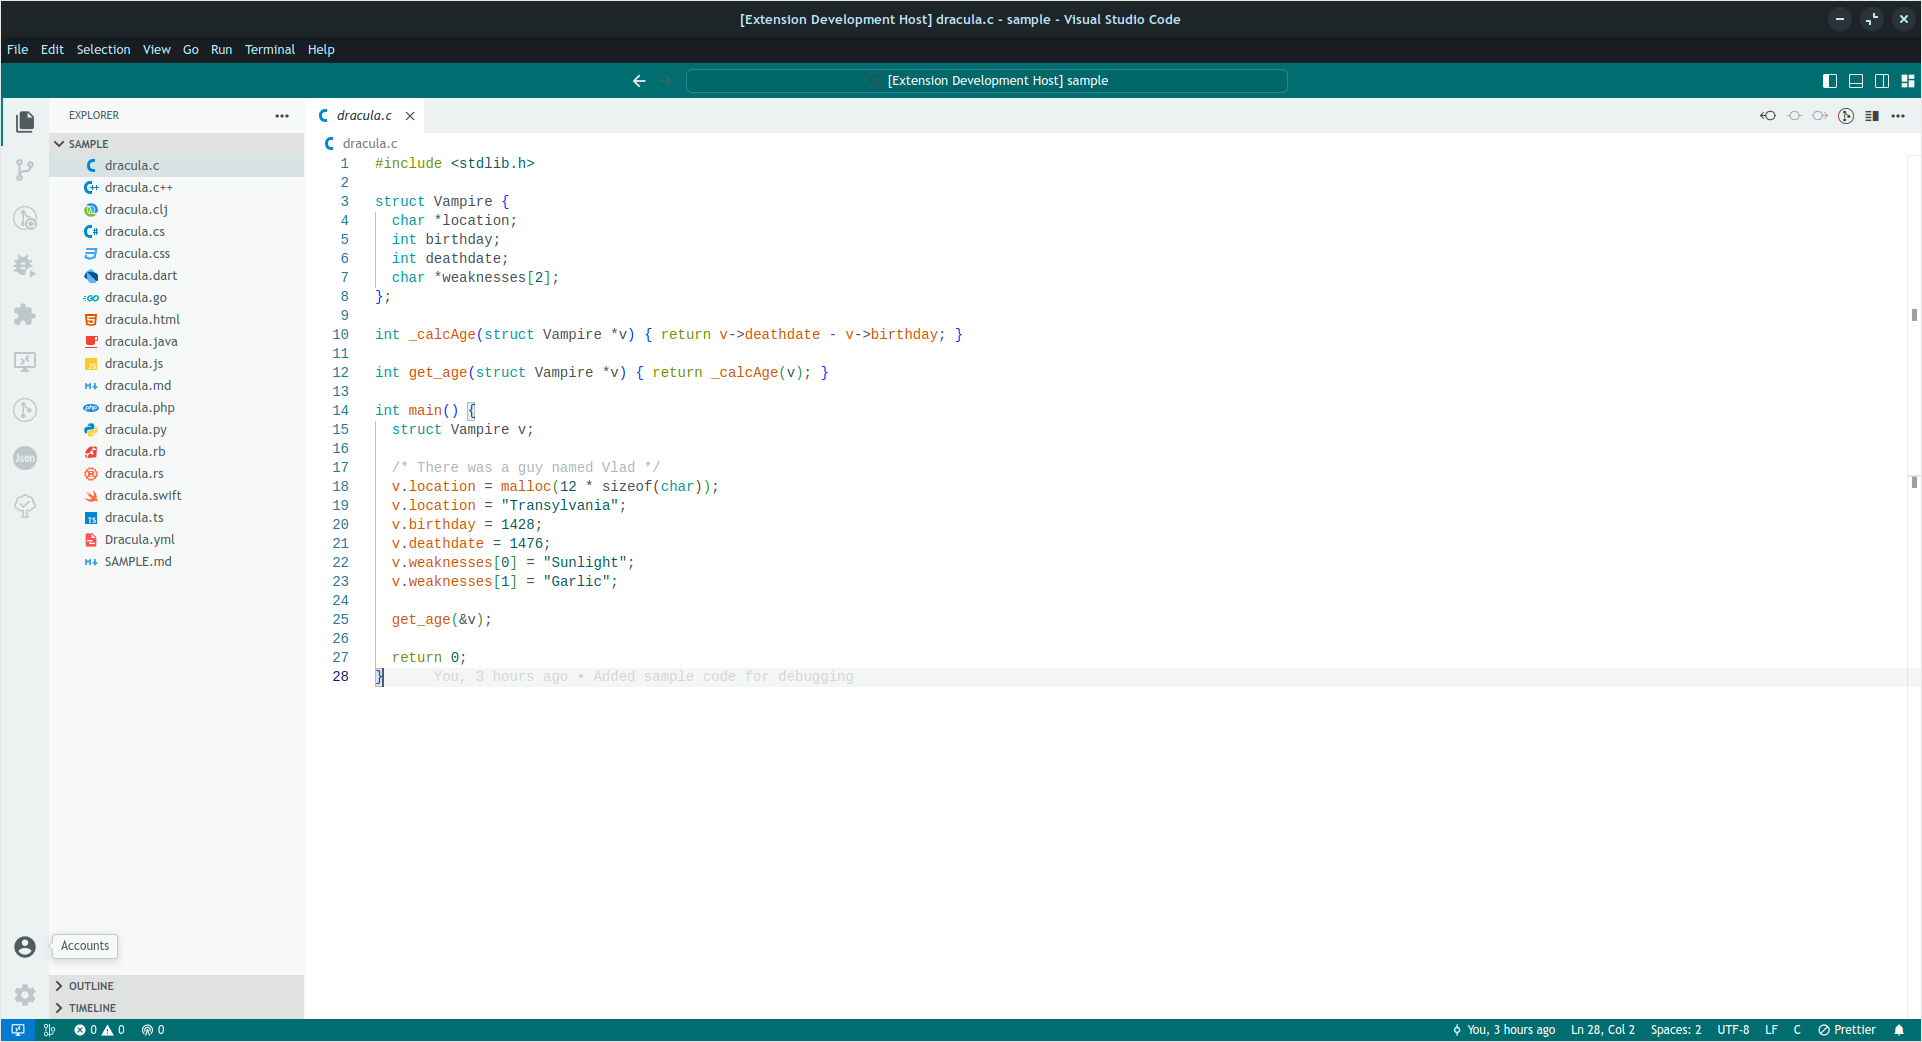 [Extension Development Host] dracula.c - sample - Visual Studio Code
File Edit Selection View Go Run Terminal Help
[Extension Development Host] sample
EXPLORER
SAMPLE
dracula.c
dracula.c++
dracula.clj
dracula.cs
dracula.css
dracula.dart
dracula.go
dracula.html
dracula.java
dracula.js
dracula.md
dracula.php
dracula.py
dracula.rb
dracula.rs
dracula.swift
dracula.ts
Dracula.yml
SAMPLE.md
Json
Accounts
OUTLINE
TIMELINE
dracula.c
dracula.c
1 #include <stdlib.h>
2
3 struct Vampire {
4 char *location;
5 int birthday;
6 int deathdate;
7 char *weaknesses[2];
8 };
9
10 int _calcAge(struct Vampire *v) { return v->deathdate - v->birthday; }
11
12 int get_age(struct Vampire *v) { return _calcAge(v); }
13
14 int main() {
15 struct Vampire v;
16
17 /* There was a guy named Vlad */
18 v.location = malloc(12 * sizeof(char));
19 v.location = "Transylvania";
20 v.birthday = 1428;
21 v.deathdate = 1476;
22 v.weaknesses[0] = "Sunlight";
23 v.weaknesses[1] = "Garlic";
24
25 get_age(&v);
26
27 return 0;
28 } You, 3 hours ago • Added sample code for debugging
0 0 0 You, 3 hours ago Ln 28, Col 2 Spaces: 2 UTF-8 LF C Prettier